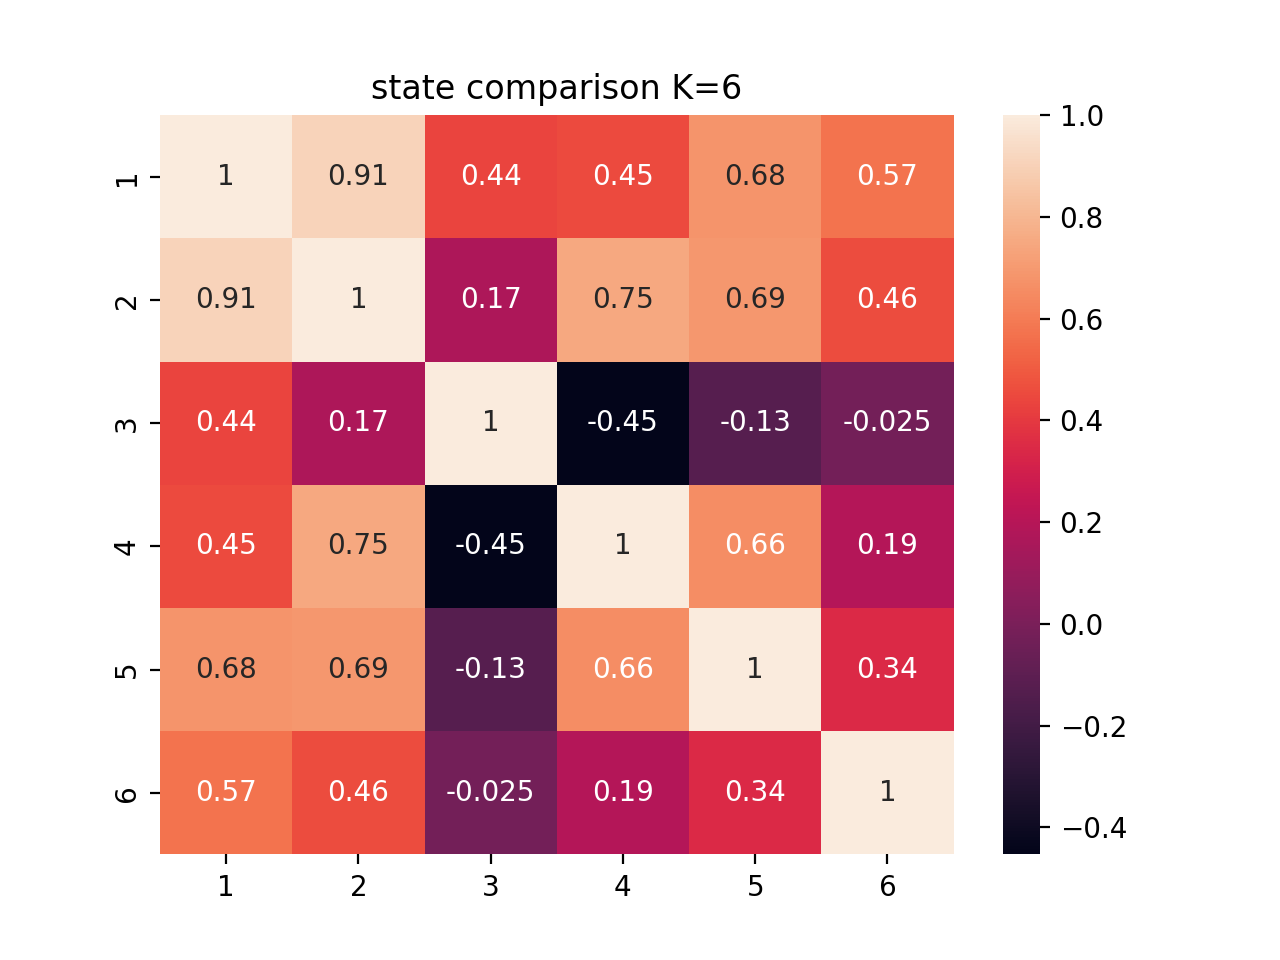 state comparison K=6
1 1 0.91 0.44 0.45 0.68 0.57
2 0.91 1 0.17 0.75 0.69 0.46
3 0.44 0.17 1 -0.45 -0.13 -0.025
4 0.45 0.75 -0.45 1 0.66 0.19
5 0.68 0.69 -0.13 0.66 1 0.34
6 0.57 0.46 -0.025 0.19 0.34 1
1 2 3 4 5 6
1.0
0.8
0.6
0.4
0.2
0.0
−0.2
−0.4